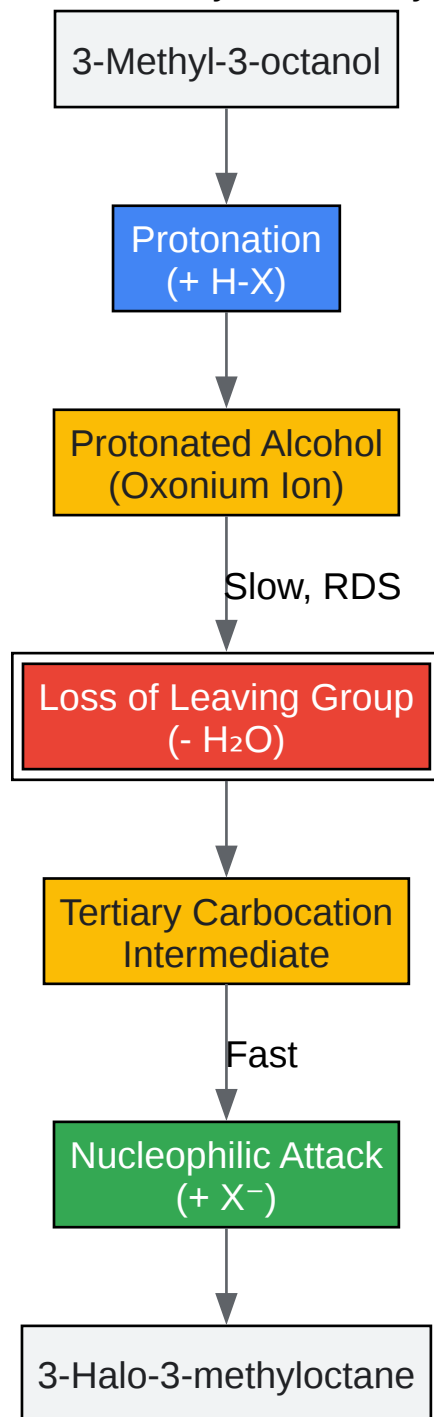 3-Methyl-3-octanol
Protonation
(+ H-X)
Protonated Alcohol
(Oxonium Ion)
Slow, RDS
Loss of Leaving Group
(- H₂O)
Tertiary Carbocation
Intermediate
Fast
Nucleophilic Attack
(+ X⁻)
3-Halo-3-methyloctane